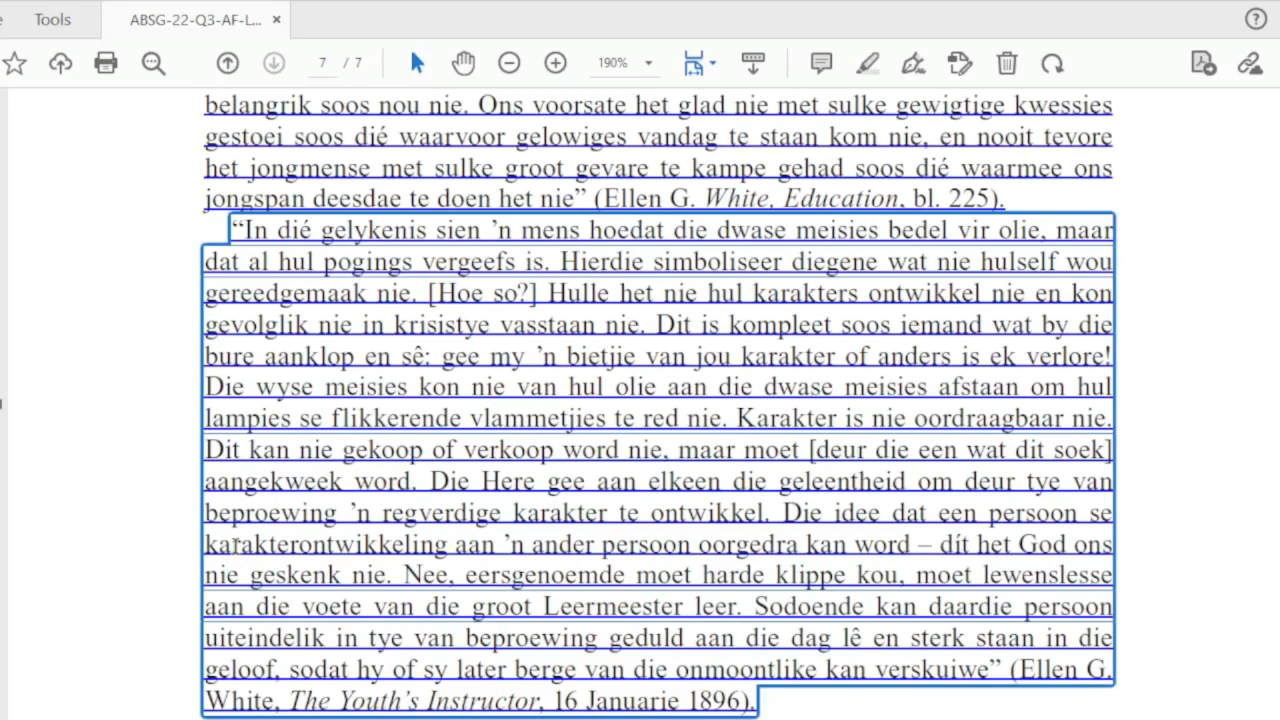 Tools
ABSG-22-Q3-AF-L... ×
7 / 7
190%
belangrik soos nou nie. Ons voorsate het glad nie met sulke gewigtige kwessies
gestoei soos dié waarvoor gelowiges vandag te staan kom nie, en nooit tevore
het jongmense met sulke groot gevare te kampe gehad soos dié waarmee ons
jongspan deesdae te doen het nie” (Ellen G. White, Education, bl. 225).
“In dié gelykenis sien ’n mens hoedat die dwase meisies bedel vir olie, maar
dat al hul pogings vergeefs is. Hierdie simboliseer diegene wat nie hulself wou
gereedgemaak nie. [Hoe so?] Hulle het nie hul karakters ontwikkel nie en kon
gevolglik nie in krisistye vasstaan nie. Dit is kompleet soos iemand wat by die
bure aanklop en sê: gee my ’n bietjie van jou karakter of anders is ek verlore!
Die wyse meisies kon nie van hul olie aan die dwase meisies afstaan om hul
lampies se flikkerende vlammetjies te red nie. Karakter is nie oordraagbaar nie.
Dit kan nie gekoop of verkoop word nie, maar moet [deur die een wat dit soek]
aangekweek word. Die Here gee aan elkeen die geleentheid om deur tye van
beproewing ’n regverdige karakter te ontwikkel. Die idee dat een persoon se
karakterontwikkeling aan ’n ander persoon oorgedra kan word – dít het God ons
nie geskenk nie. Nee, eersgenoemde moet harde klippe kou, moet lewenslesse
aan die voete van die groot Leermeester leer. Sodoende kan daardie persoon
uiteindelik in tye van beproewing geduld aan die dag lê en sterk staan in die
geloof, sodat hy of sy later berge van die onmoontlike kan verskuiwe” (Ellen G.
White, The Youth’s Instructor, 16 Januarie 1896).